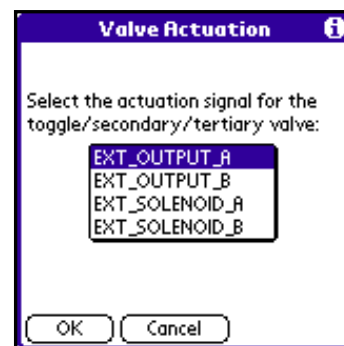 Valve Actuation i
Select the actuation signal for the
toggle/secondary/tertiary valve:
EXT_OUTPUT_A
EXT_OUTPUT_B
EXT_SOLENOID_A
EXT_SOLENOID_B
OK Cancel